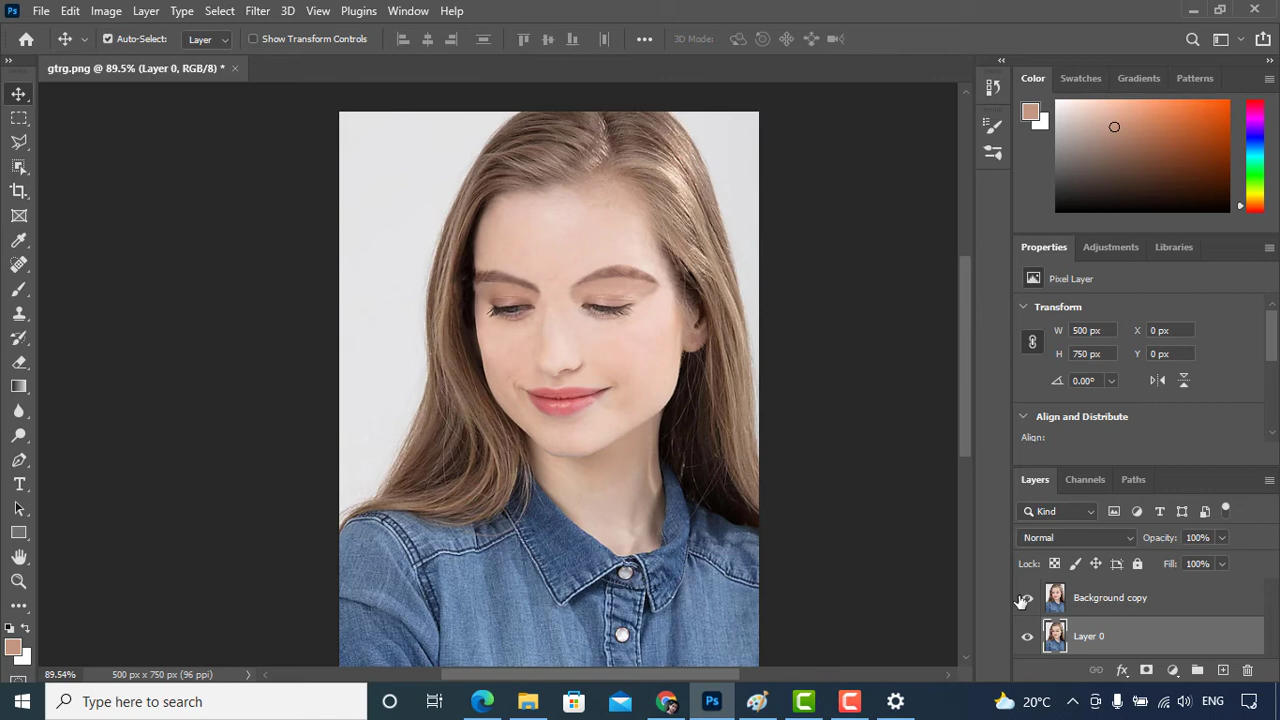 Ps File Edit Image Layer Type Select Filter 3D View Plugins Window Help
Auto-Select: Layer Show Transform Controls 3D Mode:
gtrg.png @ 89.5% (Layer 0, RGB/8) *
Color Swatches Gradients Patterns
Properties Adjustments Libraries
Pixel Layer
Transform
W 500 px X 0 px
H 750 px Y 0 px
0.00°
Align and Distribute
Align:
Layers Channels Paths
Kind
Normal Opacity: 100%
Lock: Fill: 100%
Background copy
Layer 0
89.54% 500 px x 750 px (96 ppi)
Type here to search
Ps
20°C ENG